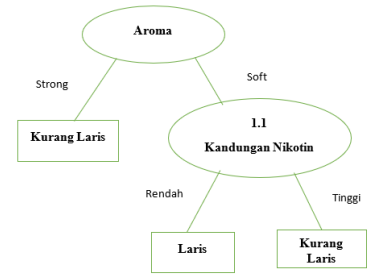 Aroma
Strong
Soft
Kurang Laris
1.1
Kandungan Nikotin
Rendah
Tinggi
Laris
Kurang
Laris